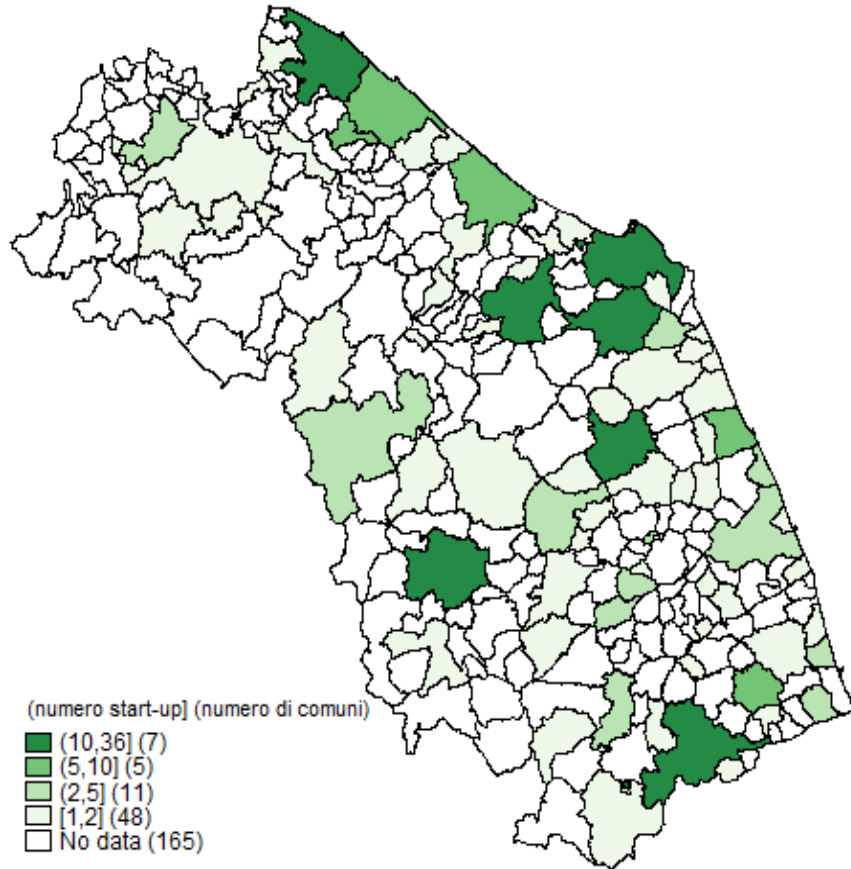 (numero start-up] (numero di comuni)
(10,36] (7)
(5,10] (5)
(2,5] (11)
[1,2] (48)
No data (165)